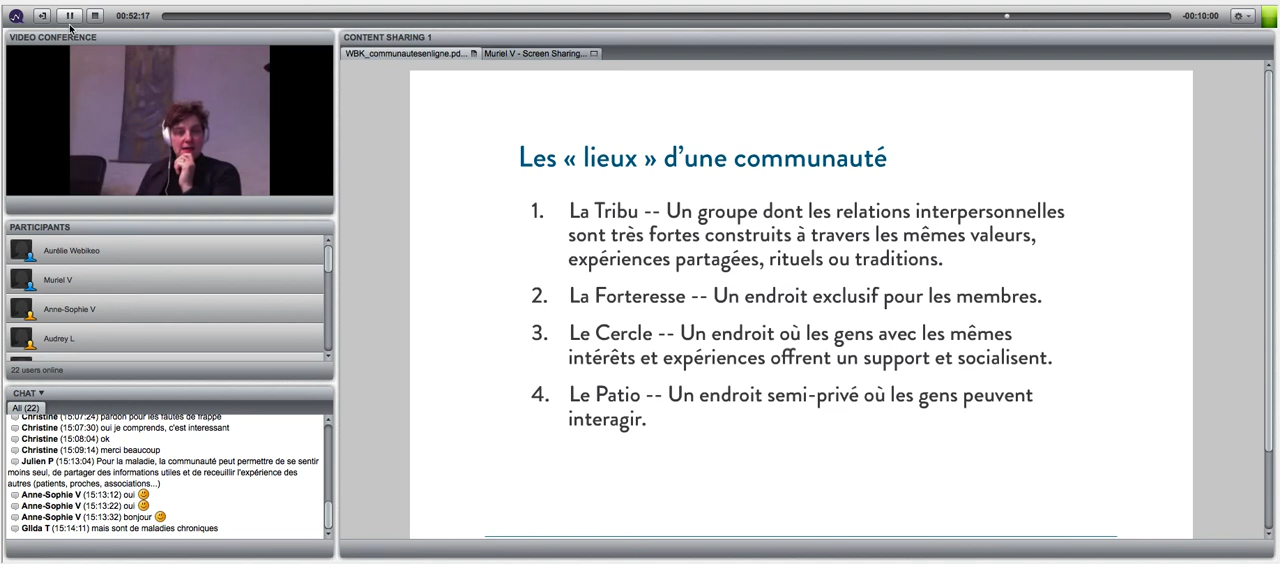 00:52:17
-00:10:00
VIDEO CONFERENCE
PARTICIPANTS
Aurélie Webikeo
Muriel V
Anne-Sophie V
Audrey L
22 users online
CHAT
All (22)
Christine (15:07:24) pardon pour les fautes de frappe
Christine (15:07:30) oui je comprends, c'est interessant
Christine (15:08:04) ok
Christine (15:09:14) merci beaucoup
Julien P (15:13:04) Pour la maladie, la communauté peut permettre de se sentir
moins seul, de partager des informations utiles et de receuillir l'expérience des
autres (patients, proches, associations...)
Anne-Sophie V (15:13:12) oui
Anne-Sophie V (15:13:22) oui
Anne-Sophie V (15:13:32) bonjour
Gilda T (15:14:11) mais sont de maladies chroniques
CONTENT SHARING 1
WBK_communautesenligne.pd...
Muriel V - Screen Sharing...
Les « lieux » d'une communauté
1. La Tribu -- Un groupe dont les relations interpersonnelles
sont très fortes construits à travers les mêmes valeurs,
expériences partagées, rituels ou traditions.
2. La Forteresse -- Un endroit exclusif pour les membres.
3. Le Cercle -- Un endroit où les gens avec les mêmes
intérêts et expériences offrent un support et socialisent.
4. Le Patio -- Un endroit semi-privé où les gens peuvent
interagir.